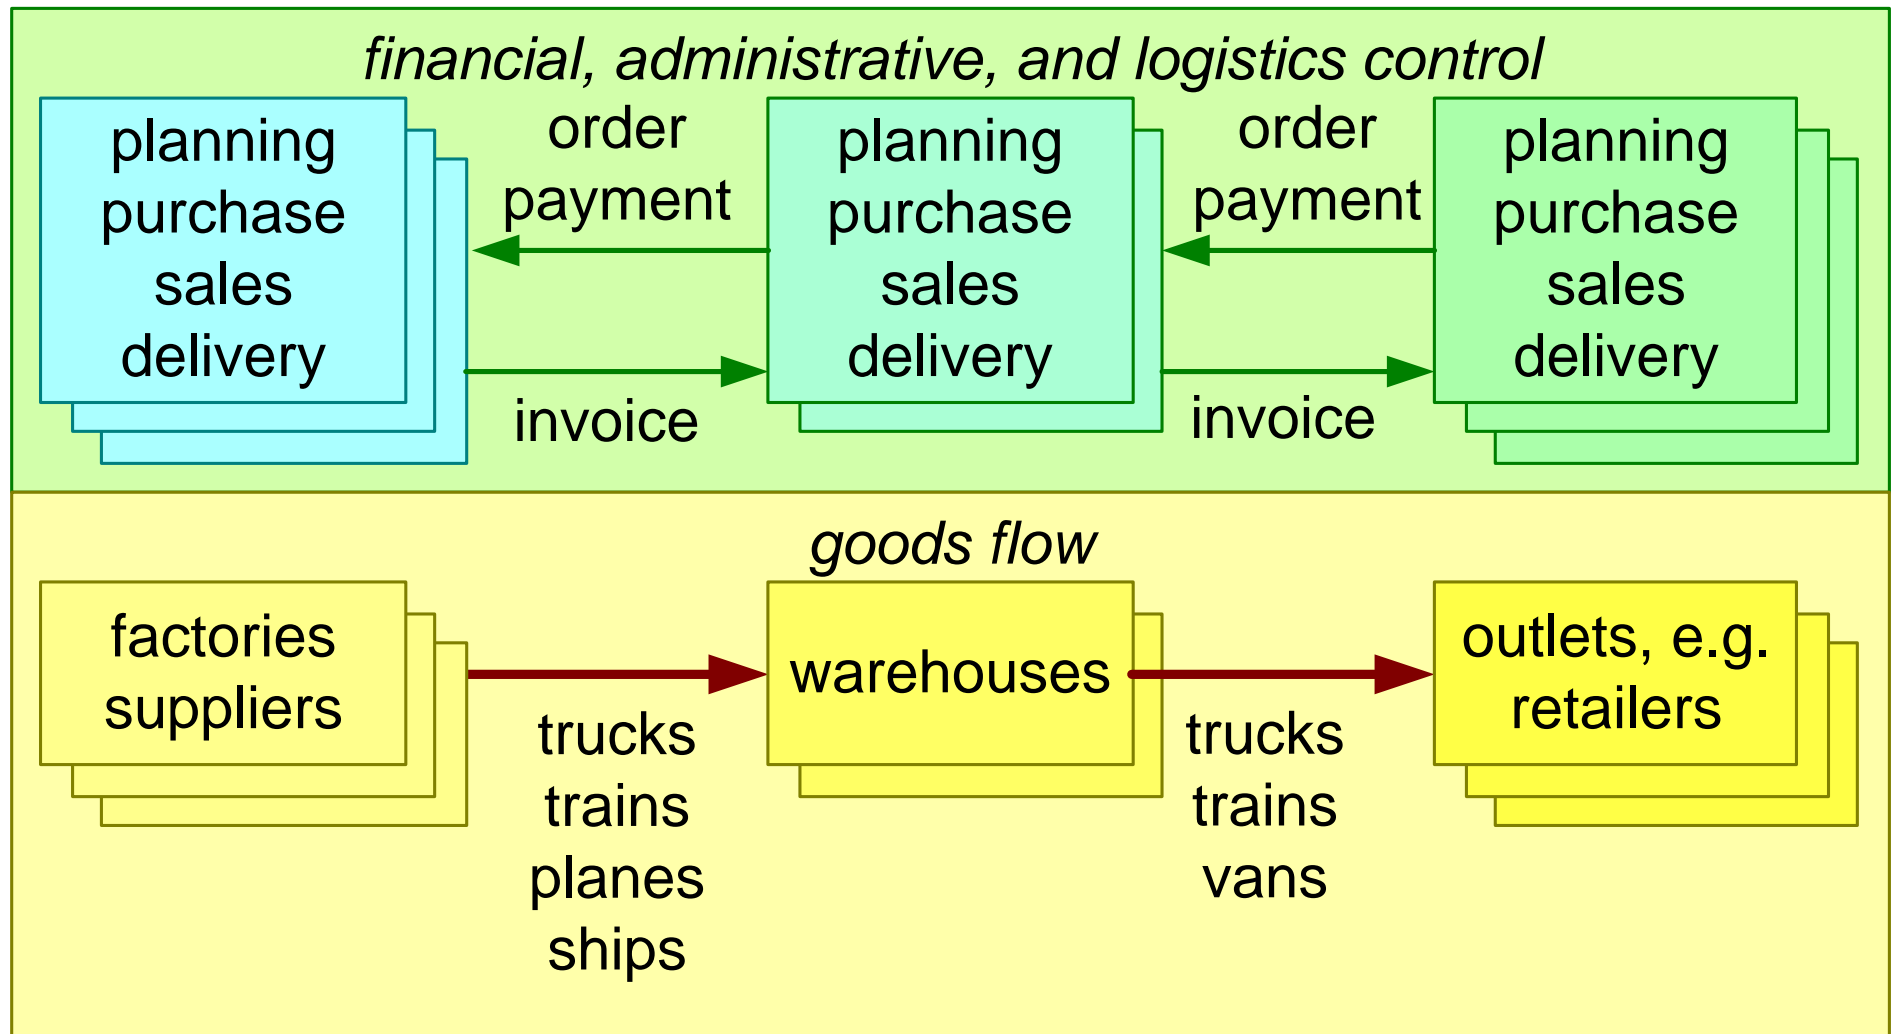 financial, administrative, and logistics control
planning
purchase
sales
delivery
order
payment
invoice
planning
purchase
sales
delivery
order
payment
invoice
planning
purchase
sales
delivery
goods flow
factories
suppliers
trucks
trains
planes
ships
warehouses
trucks
trains
vans
outlets, e.g.
retailers